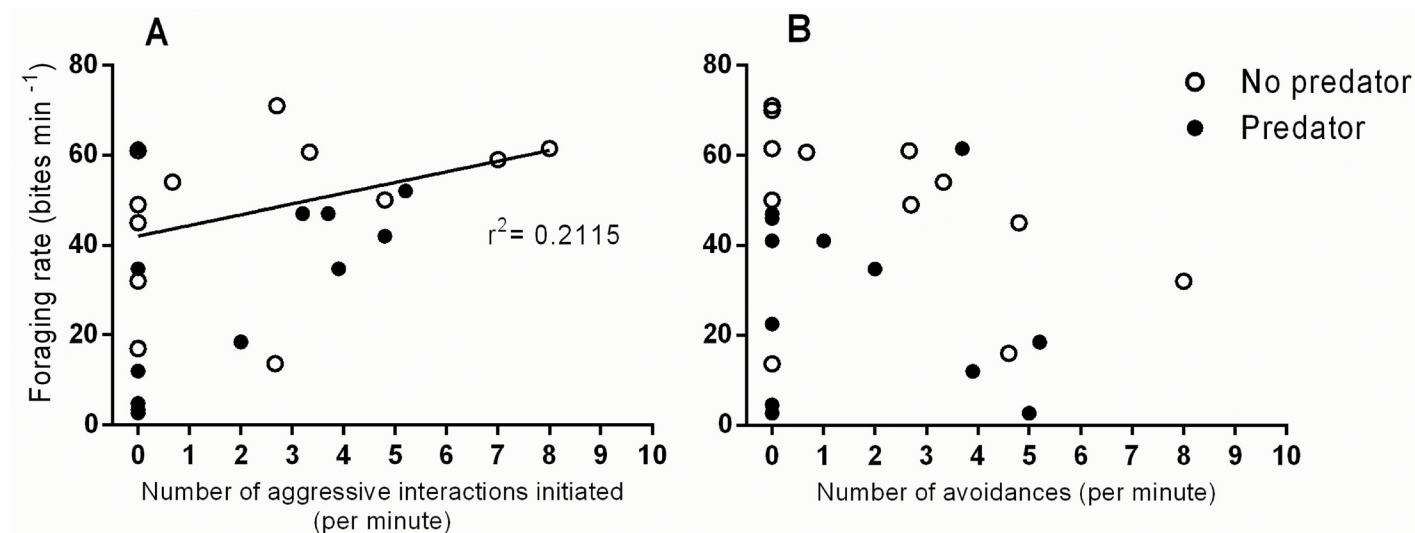 A
B
80
60
40
20
0
Foraging rate (bites min -1)
r2= 0.2115
0 1 2 3 4 5 6 7 8 9 10
Number of aggressive interactions initiated
(per minute)
80
60
40
20
0
0 1 2 3 4 5 6 7 8 9 10
Number of avoidances (per minute)
No predator
Predator